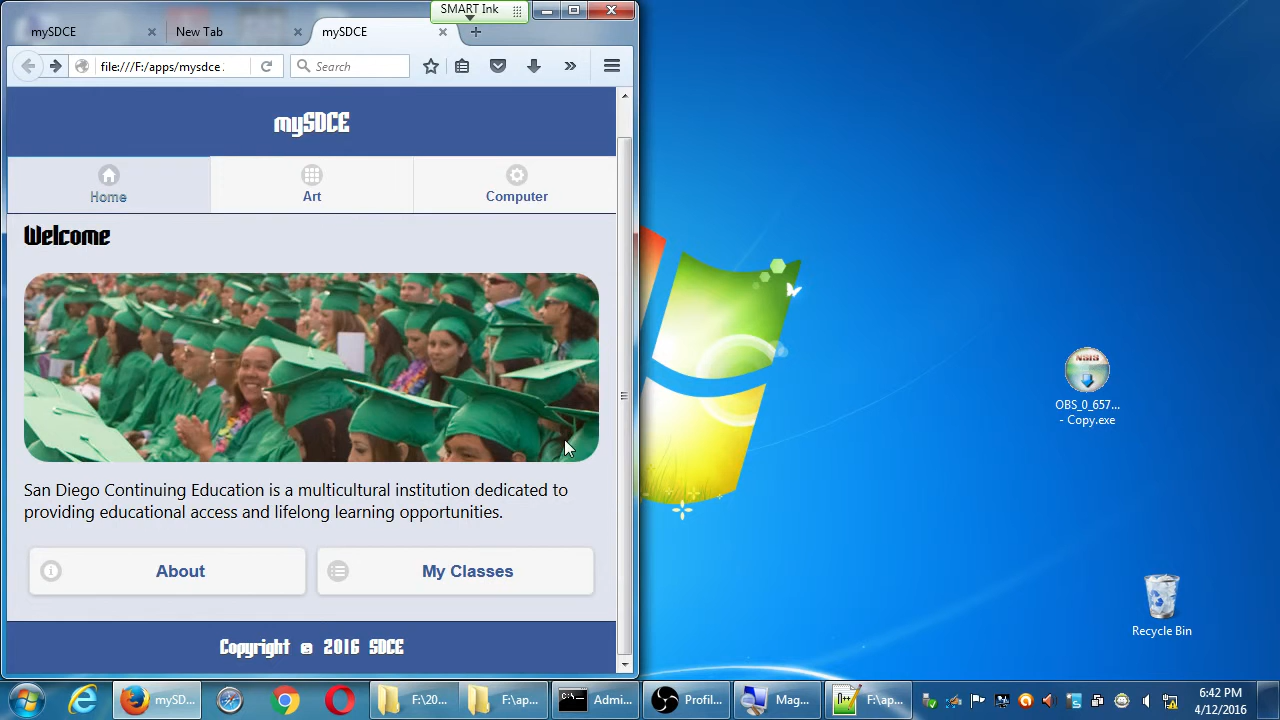 SMART Ink
mySDCE
New Tab
mySDCE
file:///F:/apps/mysdce
Search
mySDCE
Home
Art
Computer
Welcome
San Diego Continuing Education is a multicultural institution dedicated to
providing educational access and lifelong learning opportunities.
About
My Classes
Copyright © 2016 SDCE
NSIS
OBS_0_657...
- Copy.exe
Recycle Bin
mySD...
F:\20...
F:\ap...
Admi...
Profil...
Mag...
F:\ap...
6:42 PM
4/12/2016